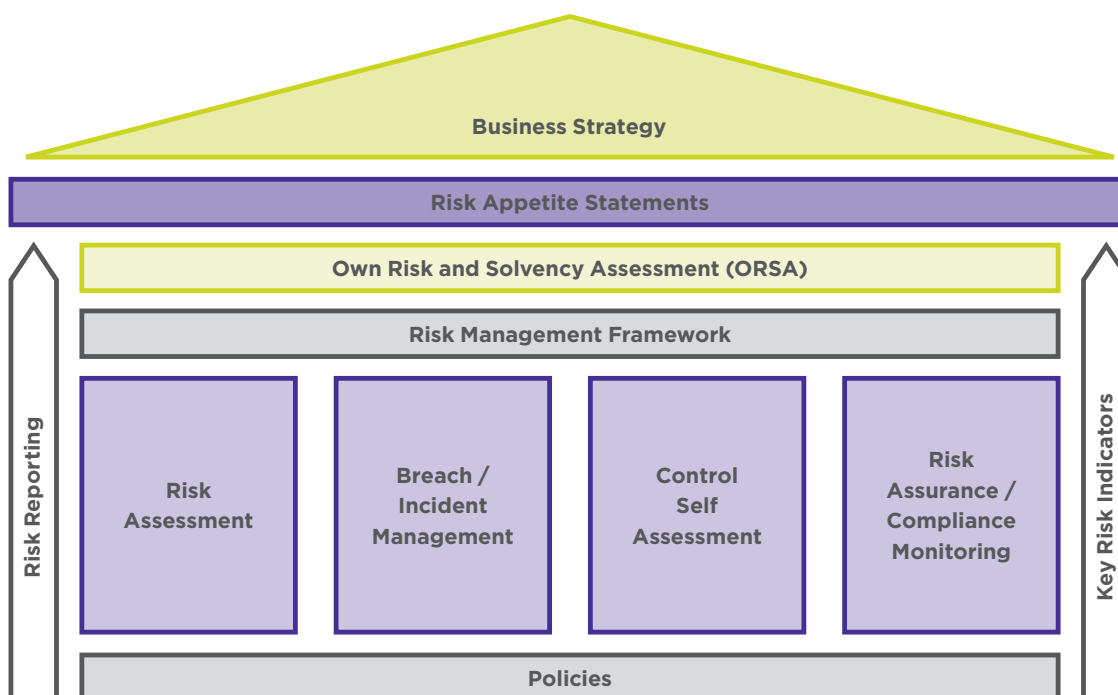 Business Strategy
Risk Appetite Statements
Own Risk and Solvency Assessment (ORSA)
Risk Management Framework
Risk Reporting
Risk
Assessment
Breach /
Incident
Management
Control
Self
Assessment
Risk
Assurance /
Compliance
Monitoring
Key Risk Indicators
Policies